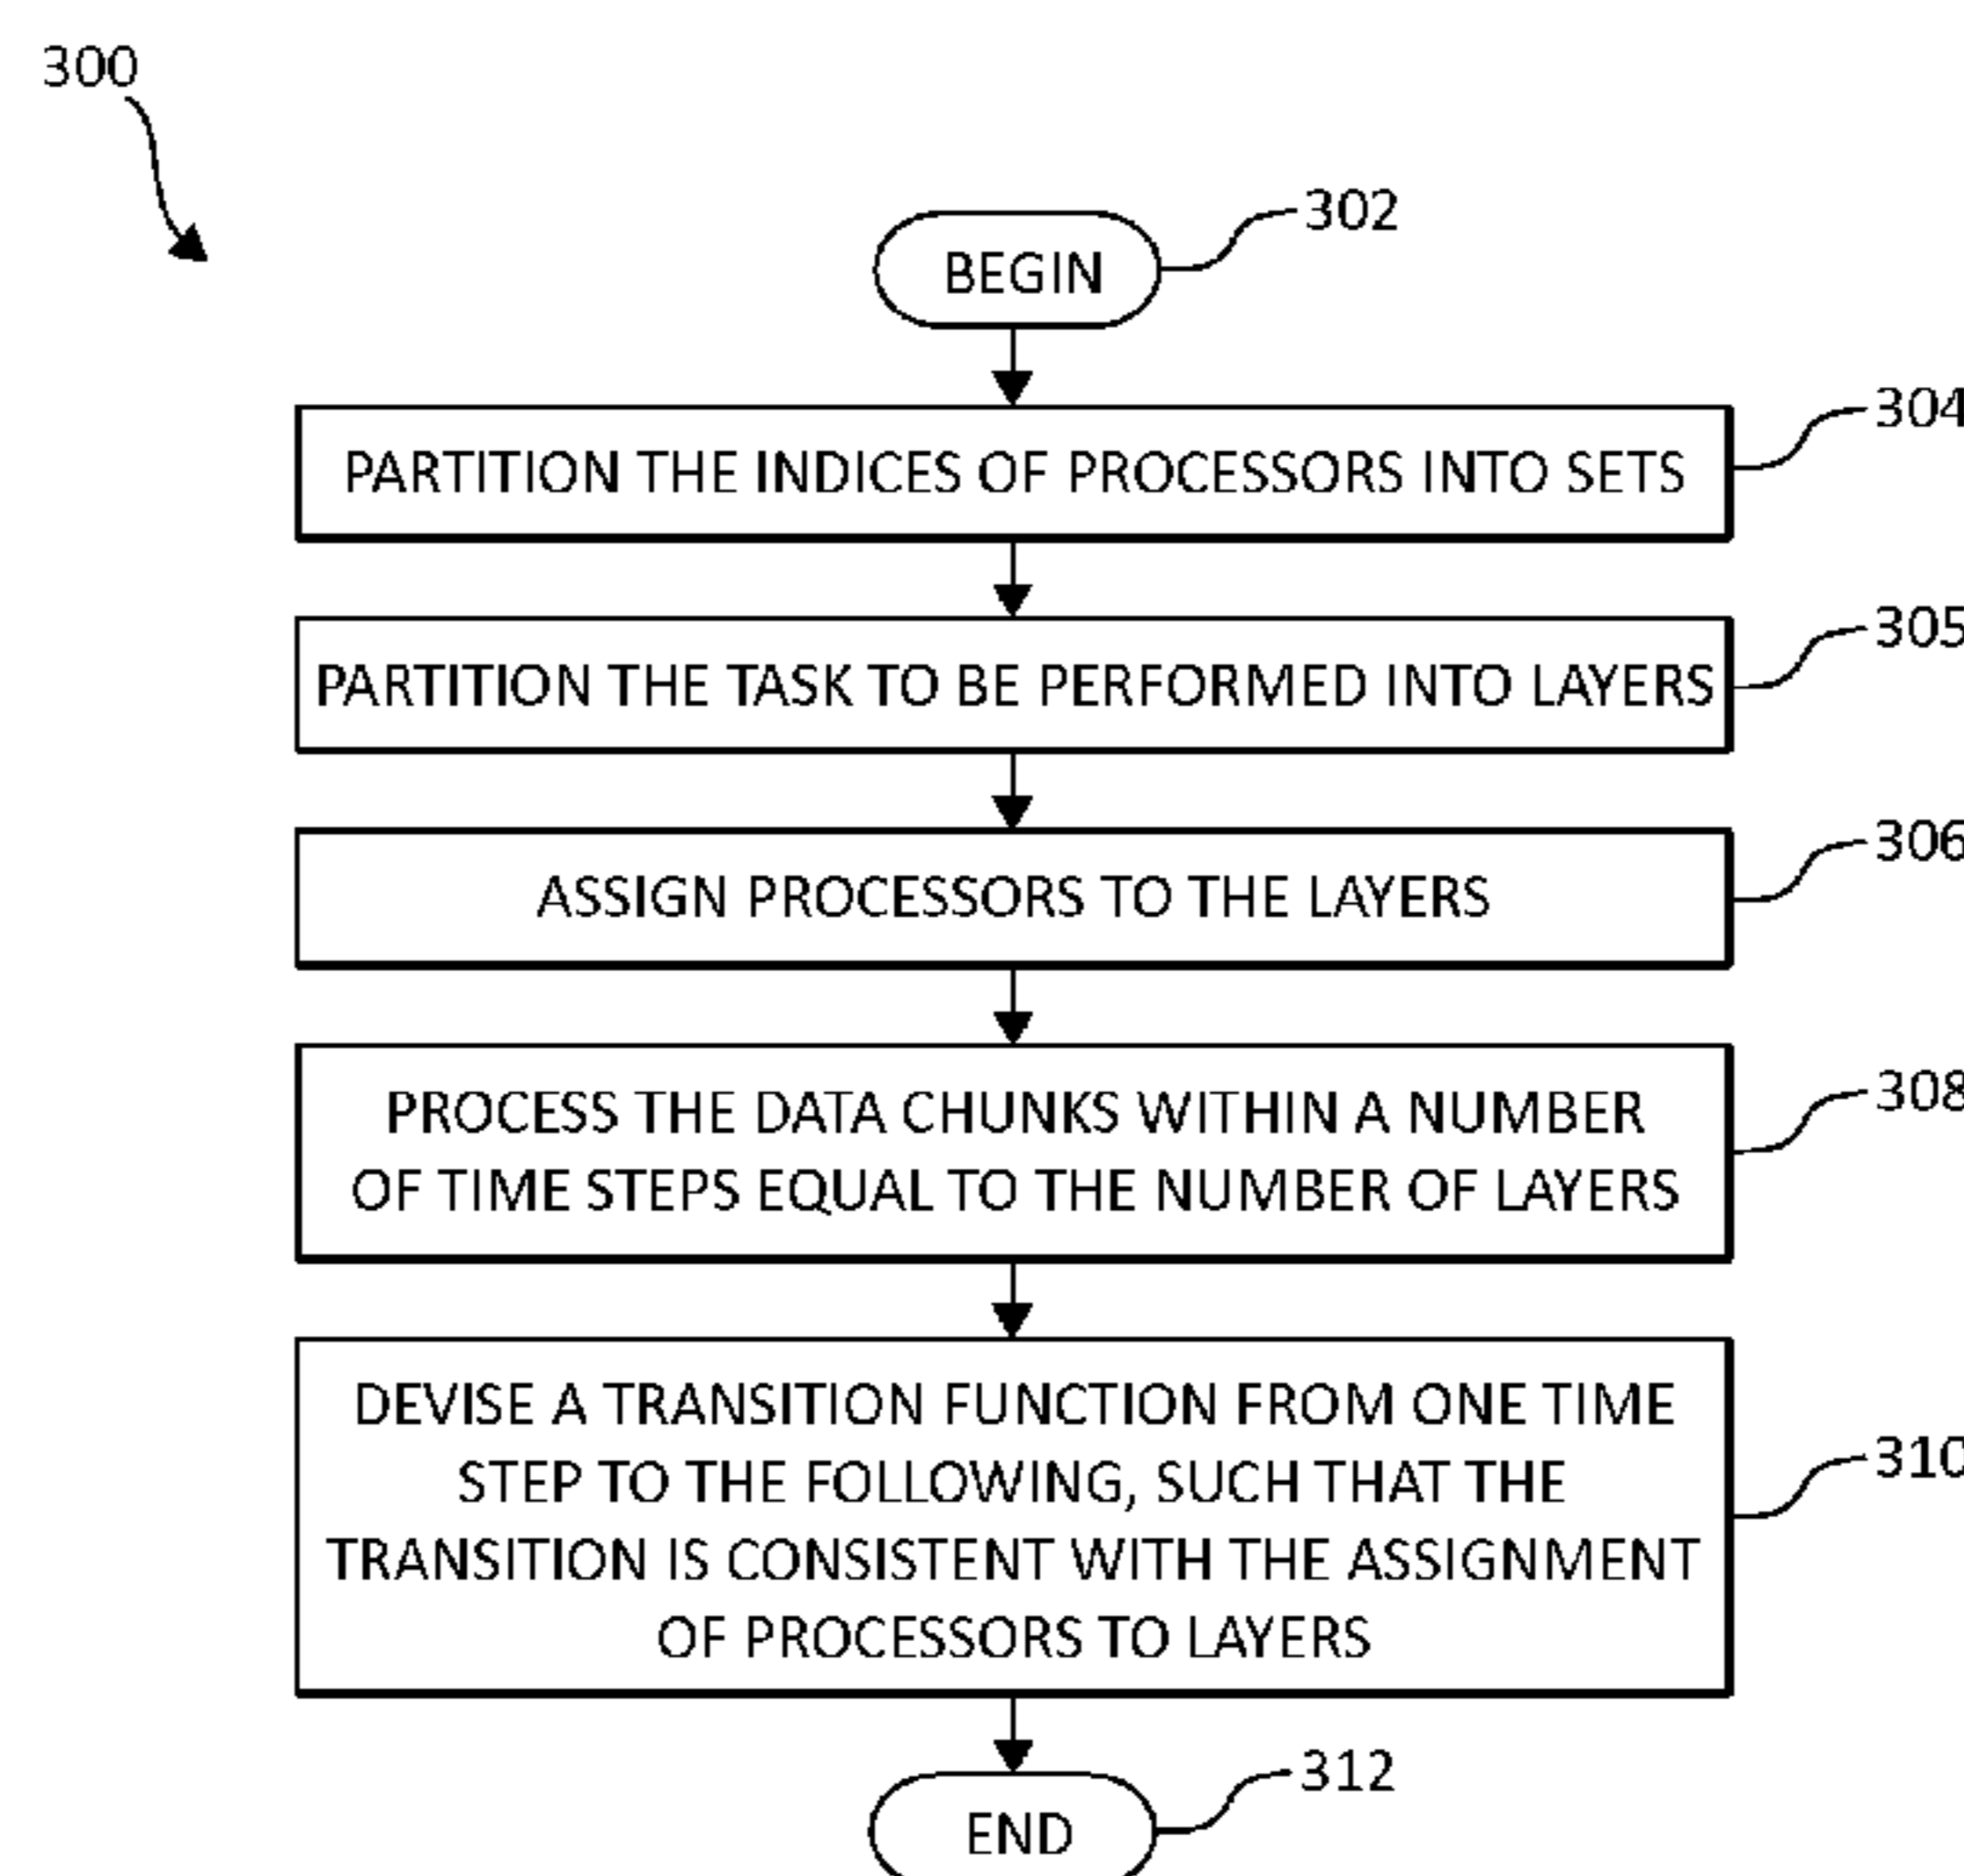 300
302
BEGIN
304
PARTITION THE INDICES OF PROCESSORS INTO SETS
305
PARTITION THE TASK TO BE PERFORMED INTO LAYERS
306
ASSIGN PROCESSORS TO THE LAYERS
308
PROCESS THE DATA CHUNKS WITHIN A NUMBER
OF TIME STEPS EQUAL TO THE NUMBER OF LAYERS
310
DEVISE A TRANSITION FUNCTION FROM ONE TIME
STEP TO THE FOLLOWING, SUCH THAT THE
TRANSITION IS CONSISTENT WITH THE ASSIGNMENT
OF PROCESSORS TO LAYERS
312
END